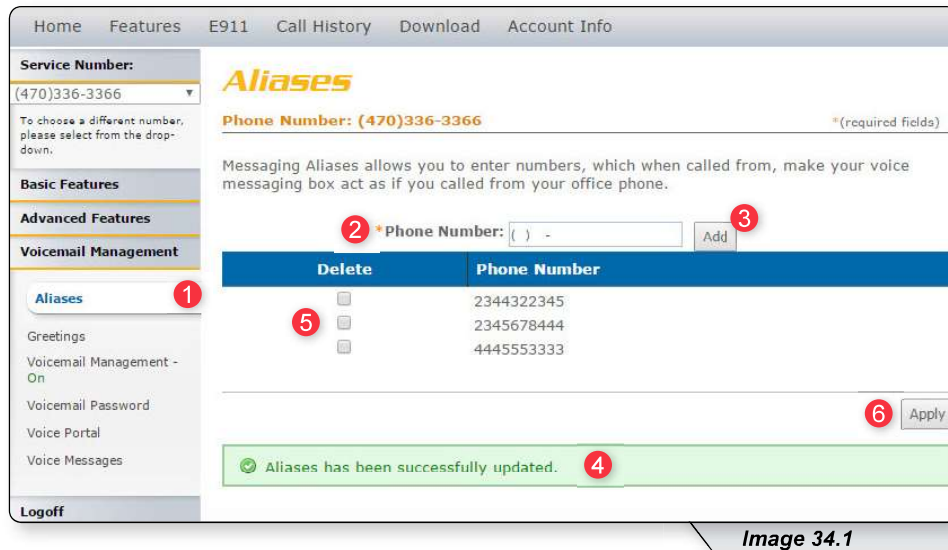 Home Features E911 Call History Download Account Info
Service Number:
(470)336-3366
To choose a different number,
please select from the drop-
down.
Basic Features
Advanced Features
Voicemail Management
Aliases 1
Greetings
Voicemail Management -
On
Voicemail Password
Voice Portal
Voice Messages
Logoff
Aliases
Phone Number: (470)336-3366 *(required fields)
Messaging Aliases allows you to enter numbers, which when called from, make your voice
messaging box act as if you called from your office phone.
2 *Phone Number: ( ) - Add 3
Delete Phone Number
2344322345
5 2345678444
4445553333
6 Apply
Aliases has been successfully updated. 4
Image 34.1